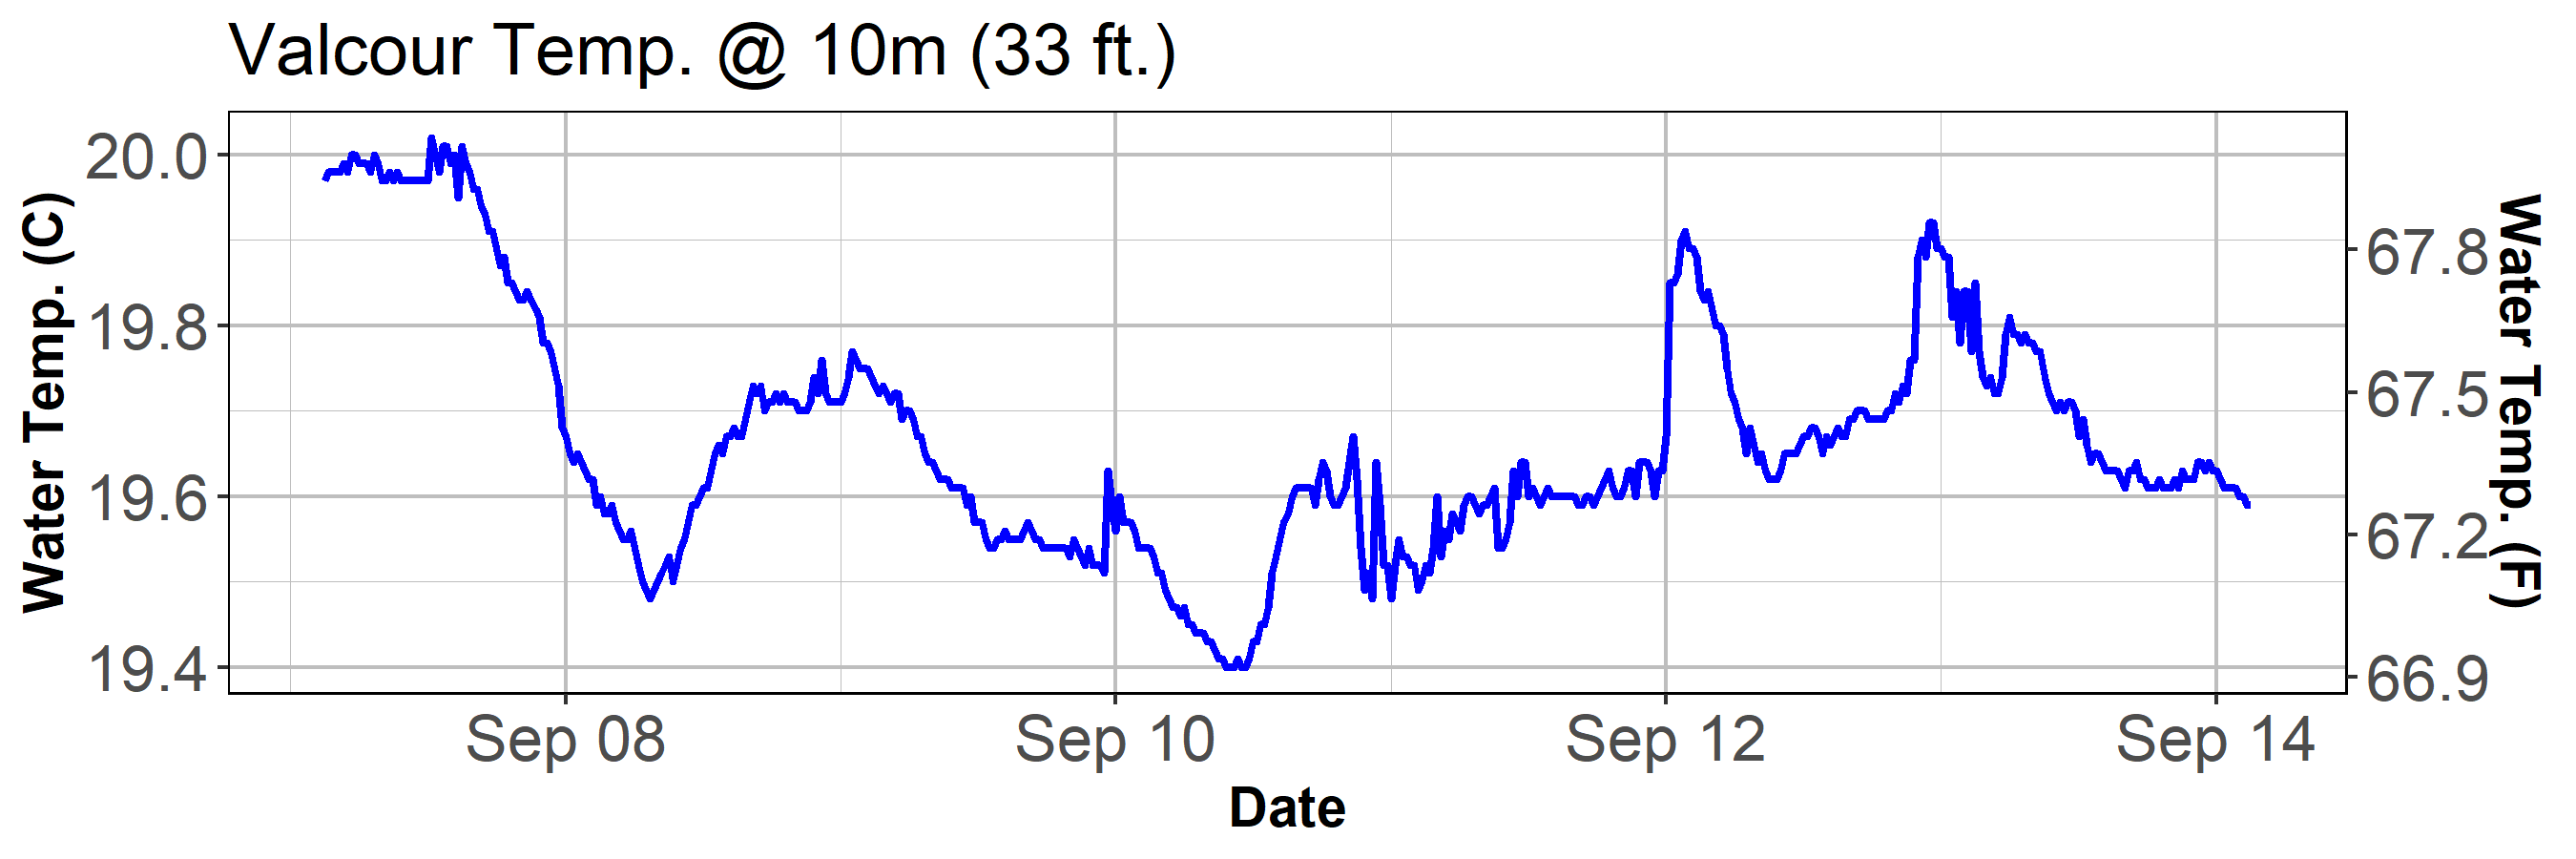 Valcour Temp. @ 10m (33 ft.)
Water Temp. (C)
20.0
19.8
19.6
19.4
Water Temp. (F)
67.8
67.5
67.2
66.9
Sep 08
Sep 10
Sep 12
Sep 14
Date